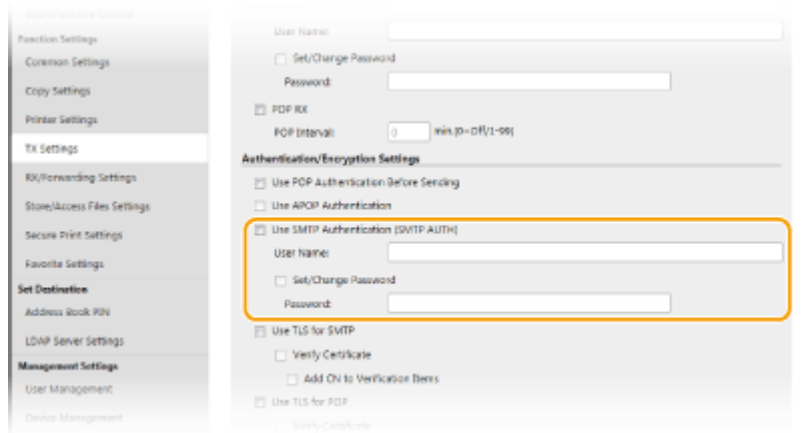 Function Settings
Common Settings
Copy Settings
Printer Settings
TX Settings
RX/Forwarding Settings
Store/Access Files Settings
Secure Print Settings
Favorite Settings
Set Destination
Address Book PIN
LDAP Server Settings
Management Settings
User Management
Device Management
User Name:
Set/Change Password
Password:
POP RX
POP Interval: 0 min.(0=Off/1-99)
Authentication/Encryption Settings
Use POP Authentication Before Sending
Use APOP Authentication
Use SMTP Authentication (SMTP AUTH)
User Name:
Set/Change Password
Password:
Use TLS for SMTP
Verify Certificate
Add CN to Verification Items
Use TLS for POP
Verify Certificate